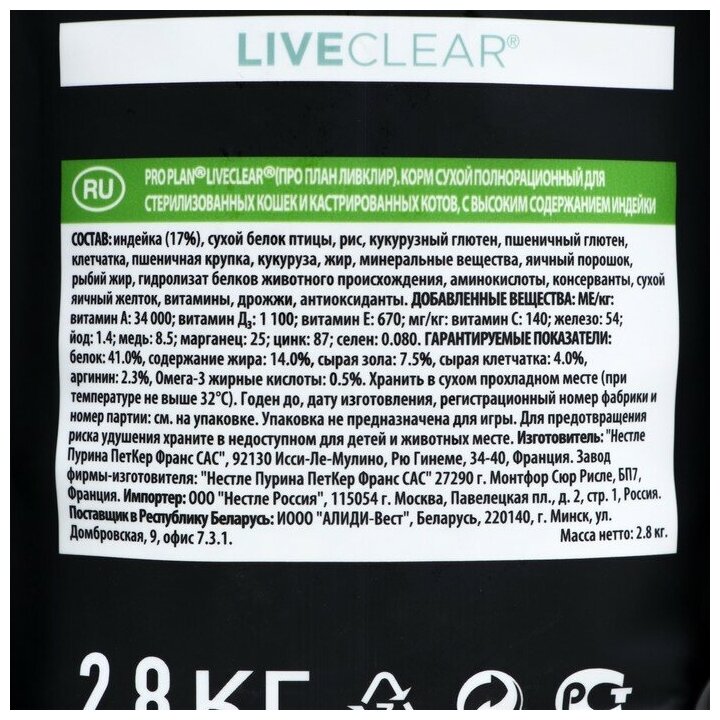 LIVECLEAR®
RU
PRO PLAN® LIVECLEAR® (ПРО ПЛАН ЛИВКЛИР). КОРМ СУХОЙ ПОЛНОРАЦИОННЫЙ ДЛЯ
СТЕРИЛИЗОВАННЫХ КОШЕК И КАСТРИРОВАННЫХ КОТОВ, С ВЫСОКИМ СОДЕРЖАНИЕМ ИНДЕЙКИ
СОСТАВ: индейка (17%), сухой белок птицы, рис, кукурузный глютен, пшеничный глютен,
клетчатка, пшеничная крупка, кукуруза, жир, минеральные вещества, яичный порошок,
рыбий жир, гидролизат белков животного происхождения, аминокислоты, консерванты, сухой
яичный желток, витамины, дрожжи, антиоксиданты. ДОБАВЛЕННЫЕ ВЕЩЕСТВА: МЕ/кг:
витамин А: 34 000; витамин Д₃: 1 100; витамин Е: 670; мг/кг: витамин С: 140; железо: 54;
йод: 1.4; медь: 8.5; марганец: 25; цинк: 87; селен: 0.080. ГАРАНТИРУЕМЫЕ ПОКАЗАТЕЛИ:
белок: 41.0%, содержание жира: 14.0%, сырая зола: 7.5%, сырая клетчатка: 4.0%,
аргинин: 2.3%, Омега-3 жирные кислоты: 0.5%. Хранить в сухом прохладном месте (при
температуре не выше 32°С). Годен до, дату изготовления, регистрационный номер фабрики и
номер партии: см. на упаковке. Упаковка не предназначена для игры. Для предотвращения
риска удушения храните в недоступном для детей и животных месте. Изготовитель: "Нестле
Пурина ПетКер Франс САС", 92130 Исси-Ле-Мулино, Рю Гинеме, 34-40, Франция. Завод
фирмы-изготовителя: "Нестле Пурина ПетКер Франс САС" 27290 г. Монтфор Сюр Рисле, БП7,
Франция. Импортер: ООО "Нестле Россия", 115054 г. Москва, Павелецкая пл., д. 2, стр. 1, Россия.
Поставщик в Республику Беларусь: ИООО "АЛИДИ-Вест", Беларусь, 220140, г. Минск, ул.
Домбровская, 9, офис 7.3.1. Масса нетто: 2.8 кг.
2.8 КГ
РСТ